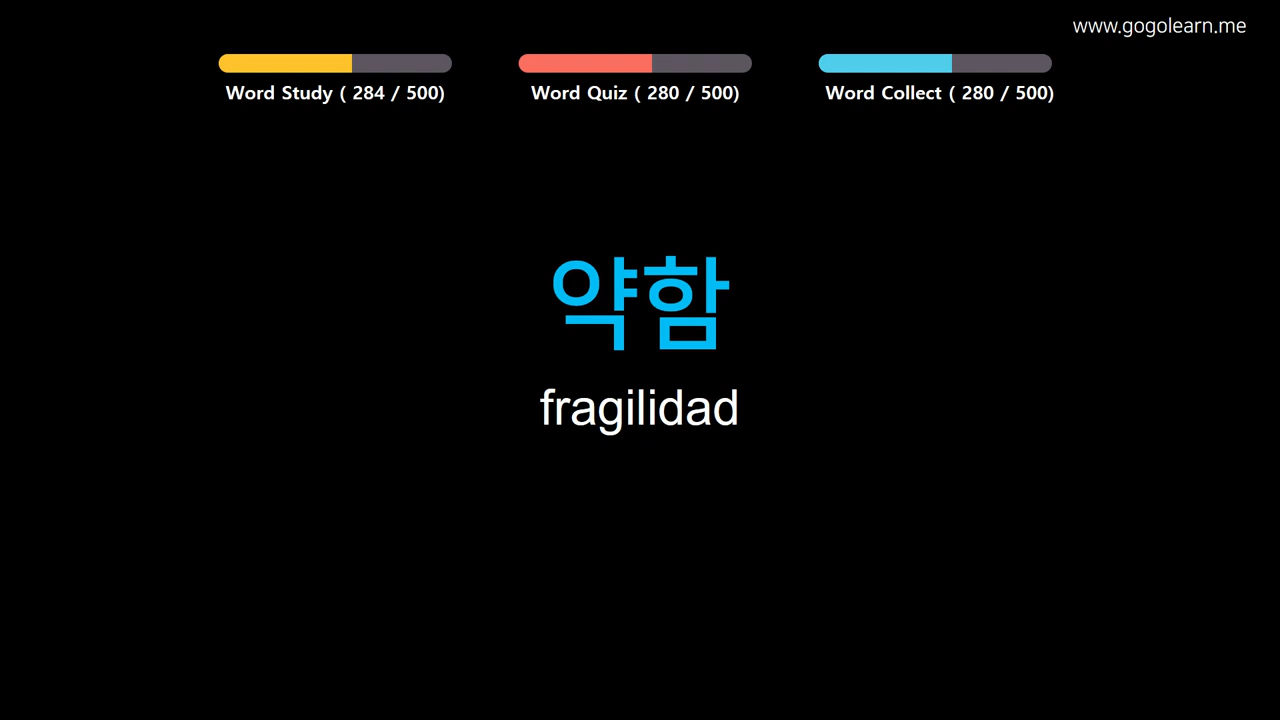 www.gogolearn.me
Word Study ( 284 / 500)
Word Quiz ( 280 / 500)
Word Collect ( 280 / 500)
약함
fragilidad